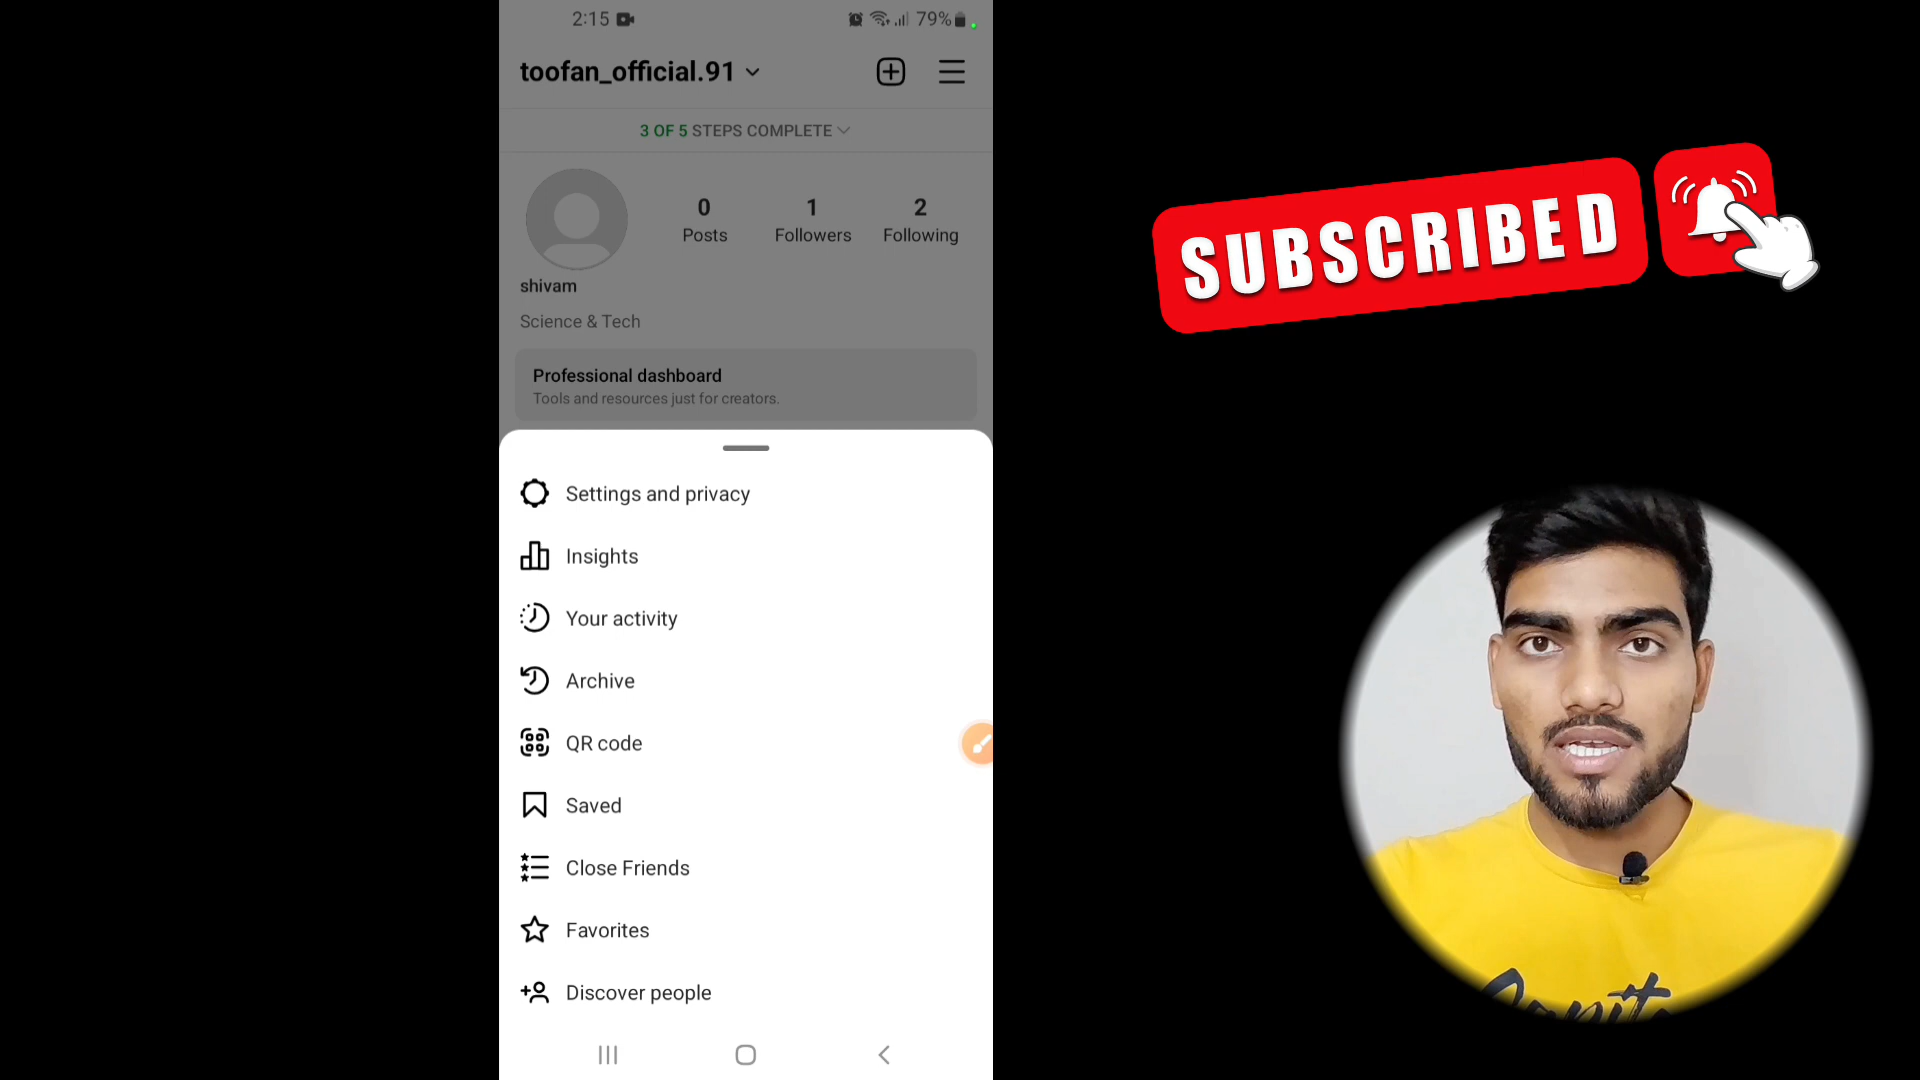 2:15
79%
toofan_official.91
3 OF 5 STEPS COMPLETE
0
Posts
1
Followers
2
Following
shivam
Science & Tech
Professional dashboard
Tools and resources just for creators.
Settings and privacy
Insights
Your activity
Archive
QR code
Saved
Close Friends
Favorites
Discover people
SUBSCRIBED